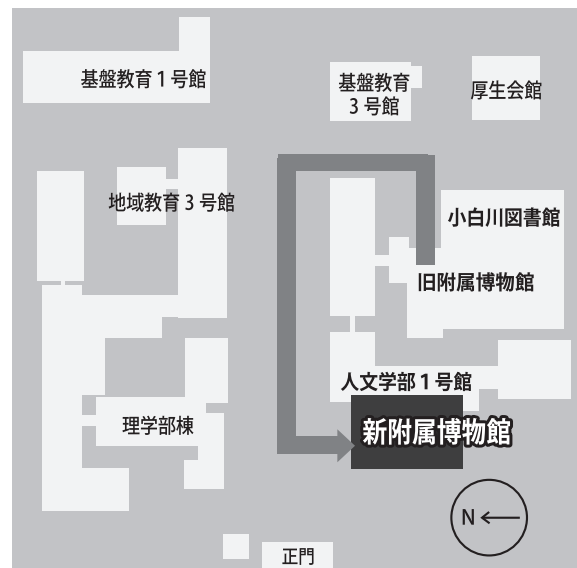 基盤教育1号館
基盤教育
3号館
厚生会館
地域教育3号館
小白川図書館
旧附属博物館
人文学部1号館
理学部棟
新附属博物館
N
正門